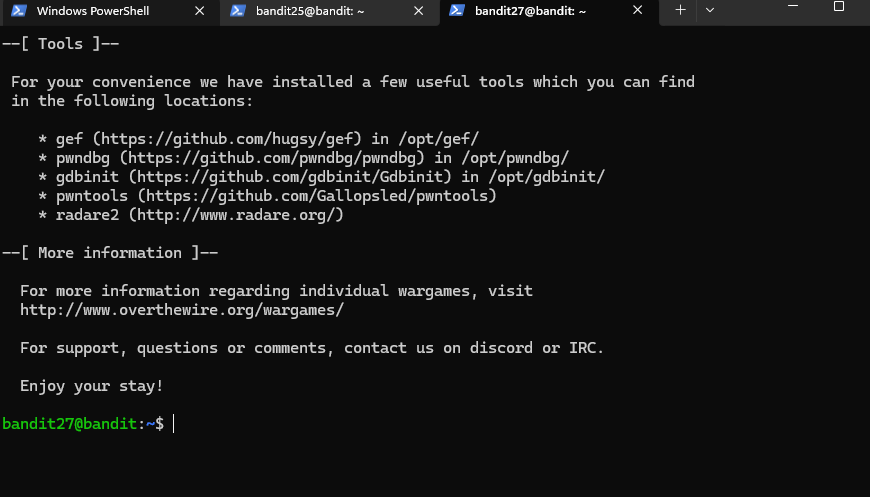 Windows PowerShell
bandit25@bandit: ~
bandit27@bandit: ~
--[ Tools ]--
For your convenience we have installed a few useful tools which you can find
in the following locations:
* gef (https://github.com/hugsy/gef) in /opt/gef/
* pwndbg (https://github.com/pwndbg/pwndbg) in /opt/pwndbg/
* gdbinit (https://github.com/gdbinit/Gdbinit) in /opt/gdbinit/
* pwntools (https://github.com/Gallopsled/pwntools)
* radare2 (http://www.radare.org/)
--[ More information ]--
For more information regarding individual wargames, visit
http://www.overthewire.org/wargames/
For support, questions or comments, contact us on discord or IRC.
Enjoy your stay!
bandit27@bandit:~$